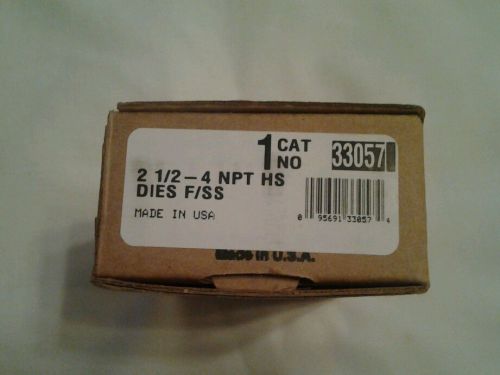 1 CAT NO 33057
2 1/2-4 NPT HS
DIES F/SS
MADE IN USA
0 95691 33057 4
Made in U.S.A.